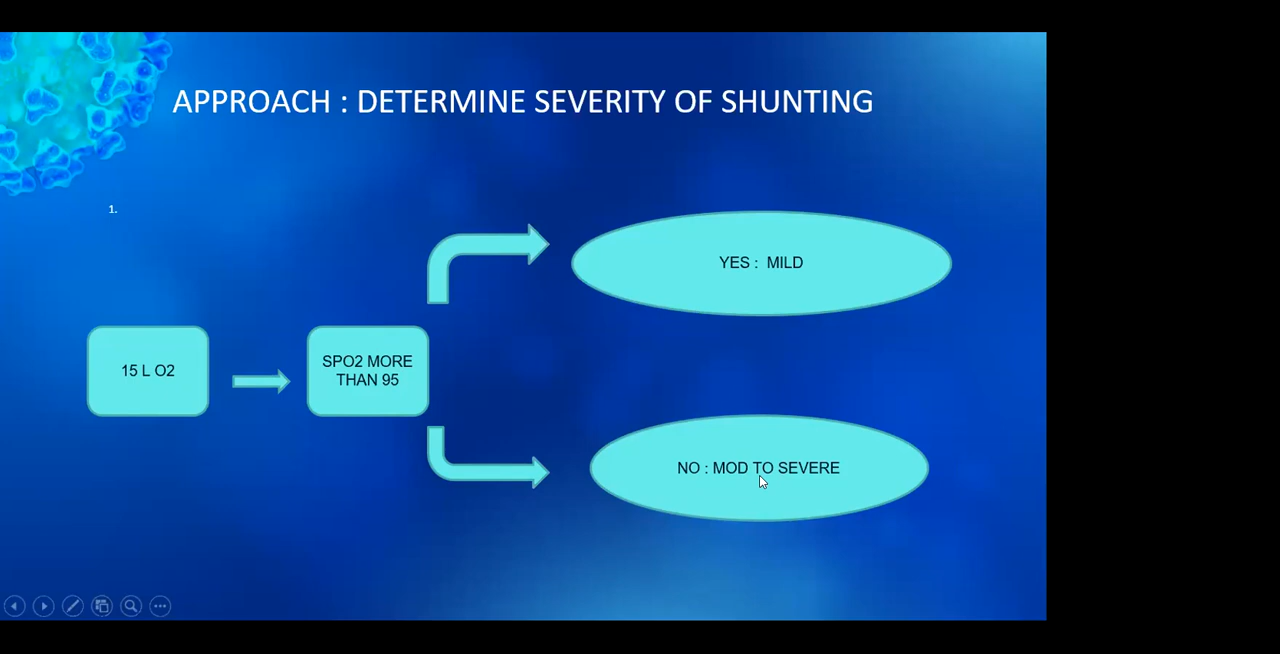 APPROACH : DETERMINE SEVERITY OF SHUNTING
1.
YES :  MILD
15 L O2
SPO2 MORE
THAN 95
NO : MOD TO SEVERE